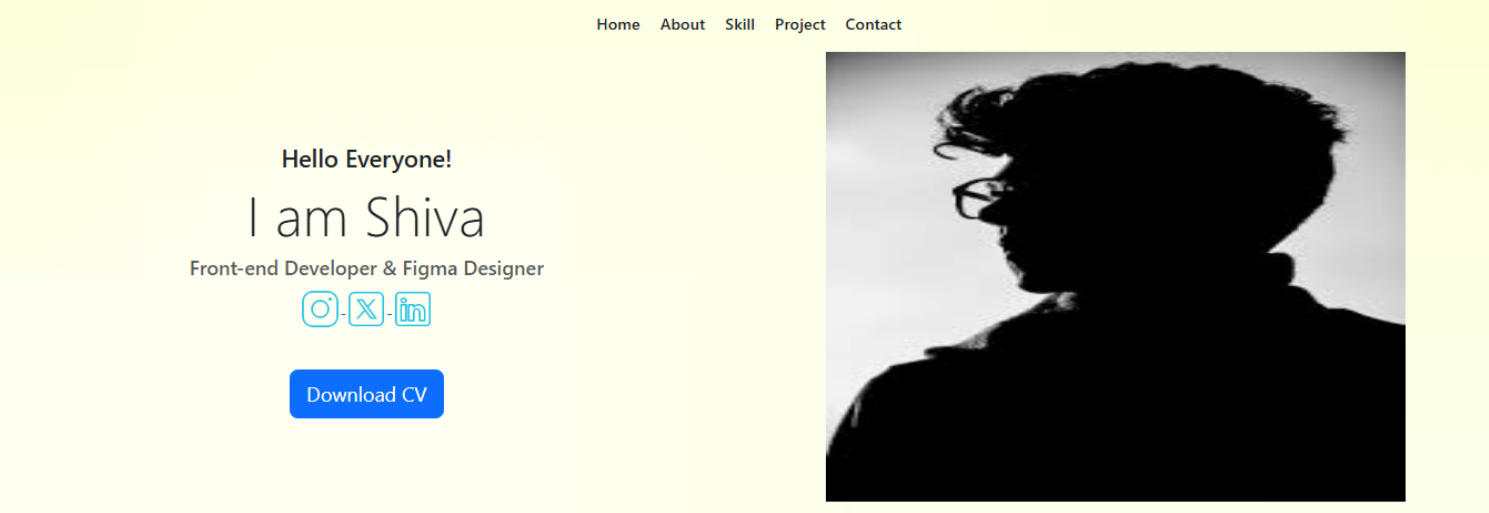 Home About Skill Project Contact
Hello Everyone!
I am Shiva
Front-end Developer & Figma Designer
Download CV